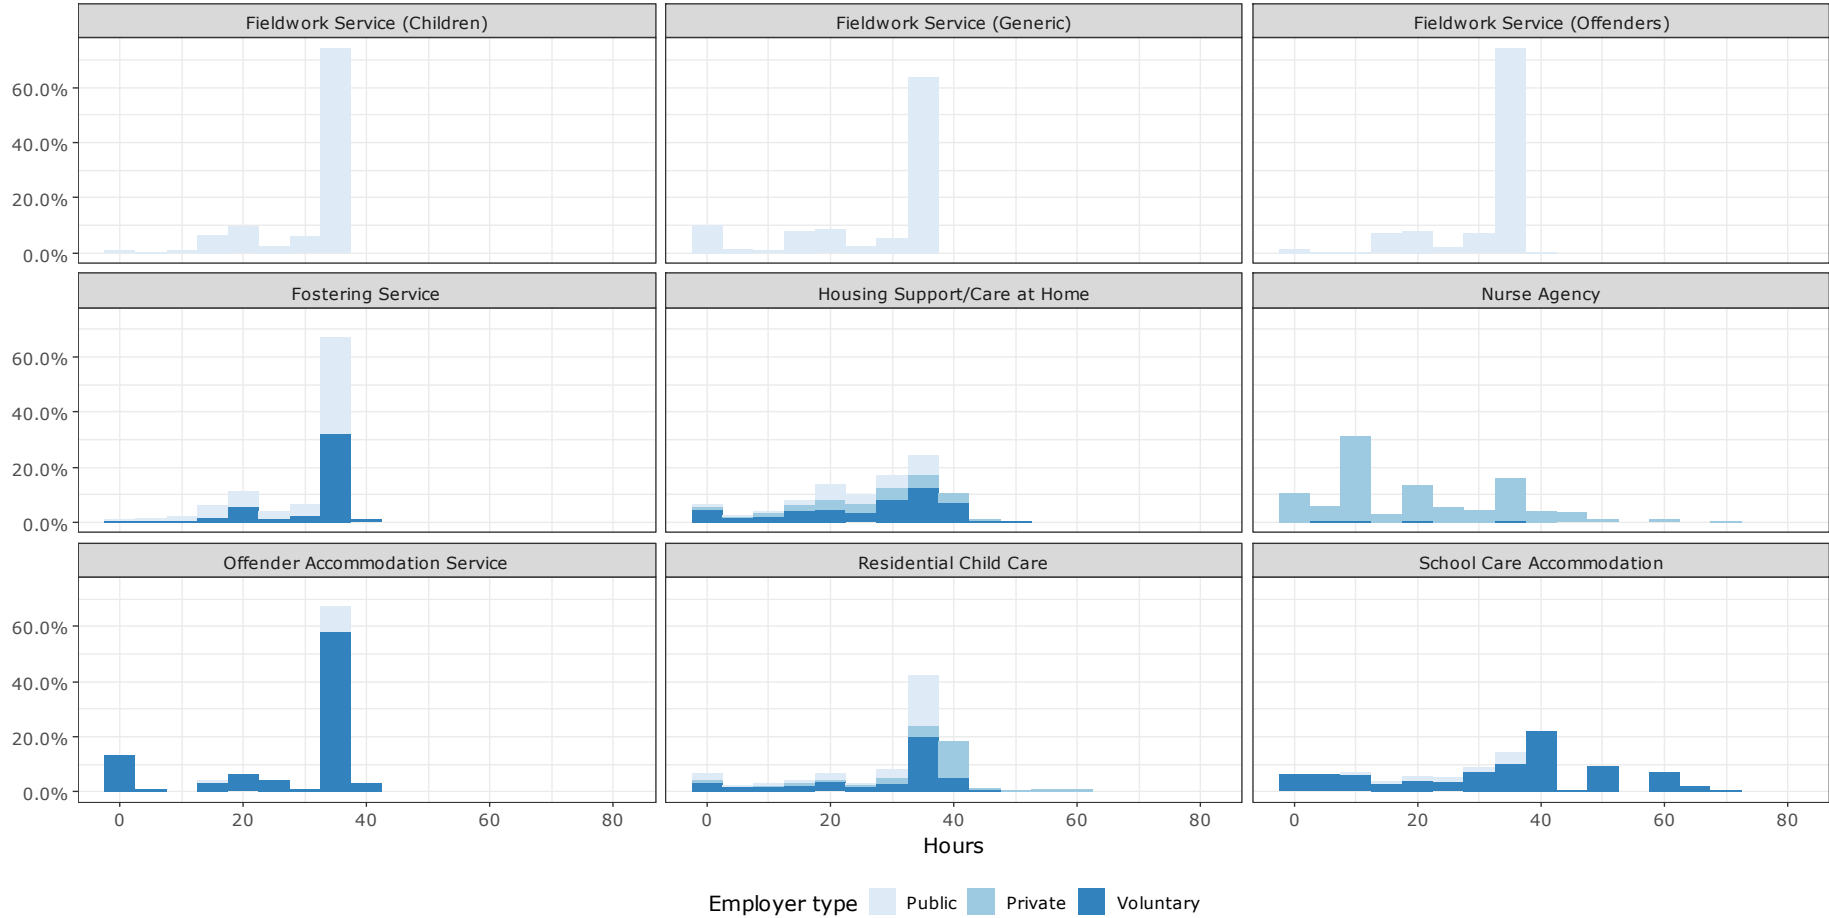 Fieldwork Service (Children) Fieldwork Service (Generic) Fieldwork Service (Offenders)
60.0%
40.0%
20.0%
0.0%
Fostering Service Housing Support/Care at Home Nurse Agency
60.0%
40.0%
20.0%
0.0%
Offender Accommodation Service Residential Child Care School Care Accommodation
60.0%
40.0%
20.0%
0.0%
0 20 40 60 80 0 20 40 60 80 0 20 40 60 80
Hours
Employer type Public Private Voluntary